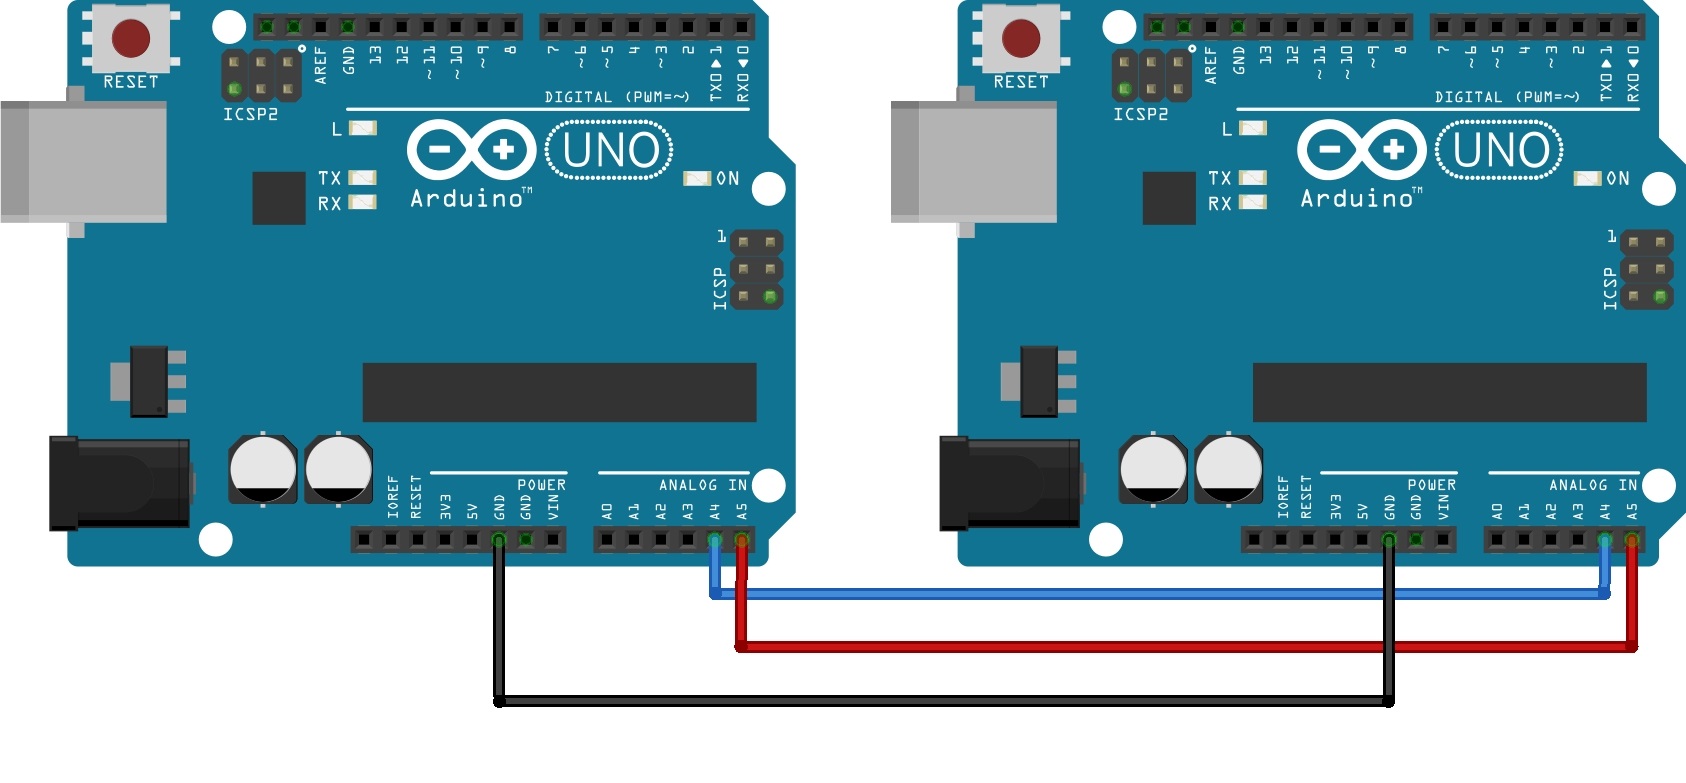 RESET
ICSP2
AREF
GND
13
12
~11
~10
~9
8
7
~6
~5
4
~3
2
TX0▶1
RX0◀0
DIGITAL (PWM=~)
L
TX
RX
UNO
Arduino™
ON
1
ICSP
POWER
ANALOG IN
IOREF
RESET
3V3
5V
GND
GND
VIN
A0
A1
A2
A3
A4
A5
RESET
ICSP2
AREF
GND
13
12
~11
~10
~9
8
7
~6
~5
4
~3
2
TX0▶1
RX0◀0
DIGITAL (PWM=~)
L
TX
RX
UNO
Arduino™
ON
1
ICSP
POWER
ANALOG IN
IOREF
RESET
3V3
5V
GND
GND
VIN
A0
A1
A2
A3
A4
A5